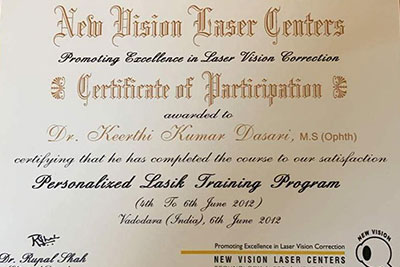 New Vision Laser Centers
Promoting Excellence in Laser Vision Correction
Certificate of Participation
awarded to
Dr. Keerthi Kumar Dasari, M.S (Ophth)
certifying that he has completed the course to our satisfaction
Personalized Lasik Training Program
(4th To 6th June 2012)
Vadodara (India), 6th June 2012
Dr. Rupal Shah
Promoting Excellence in Laser Vision Correction
NEW VISION LASER CENTERS
NEW VISION